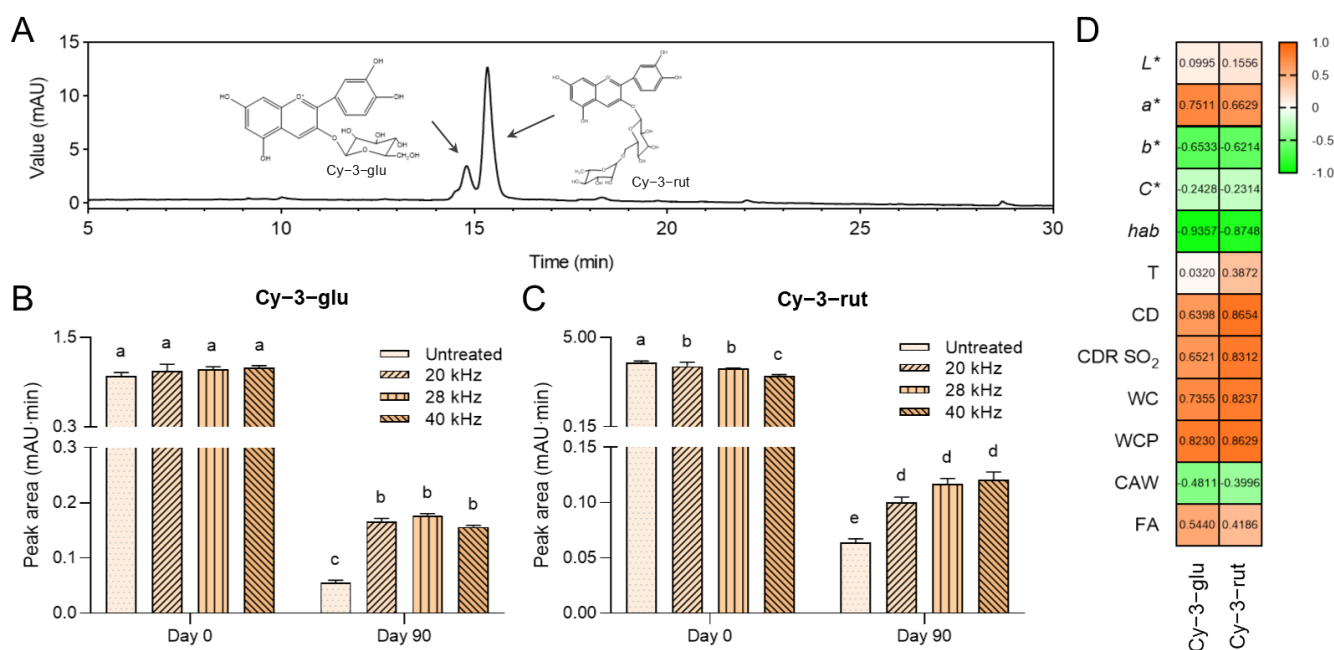 A
15
10
5
0
Value (mAU)
5
10
15
20
25
30
Time (min)
Cy-3-glu
Cy-3-rut
B
Cy-3-glu
1.5
0.3
0.3
0.2
0.1
0.0
Peak area (mAU·min)
a
a
a
a
c
b
b
b
Untreated
20 kHz
28 kHz
40 kHz
Day 0
Day 90
C
Cy-3-rut
5.00
0.15
0.15
0.10
0.05
0.00
Peak area (mAU·min)
a
b
b
c
e
d
d
d
Untreated
20 kHz
28 kHz
40 kHz
Day 0
Day 90
D
L* 0.0995 0.1556
a* 0.7511 0.6629
b* -0.6533 -0.6214
C* -0.2428 -0.2314
hab -0.9357 -0.8748
T 0.0320 0.3872
CD 0.6398 0.8654
CDR SO₂ 0.6521 0.8312
WC 0.7355 0.8237
WCP 0.8230 0.8629
CAW -0.4811 -0.3996
FA 0.5440 0.4186
Cy-3-glu
Cy-3-rut
1.0
0.5
0
-0.5
-1.0